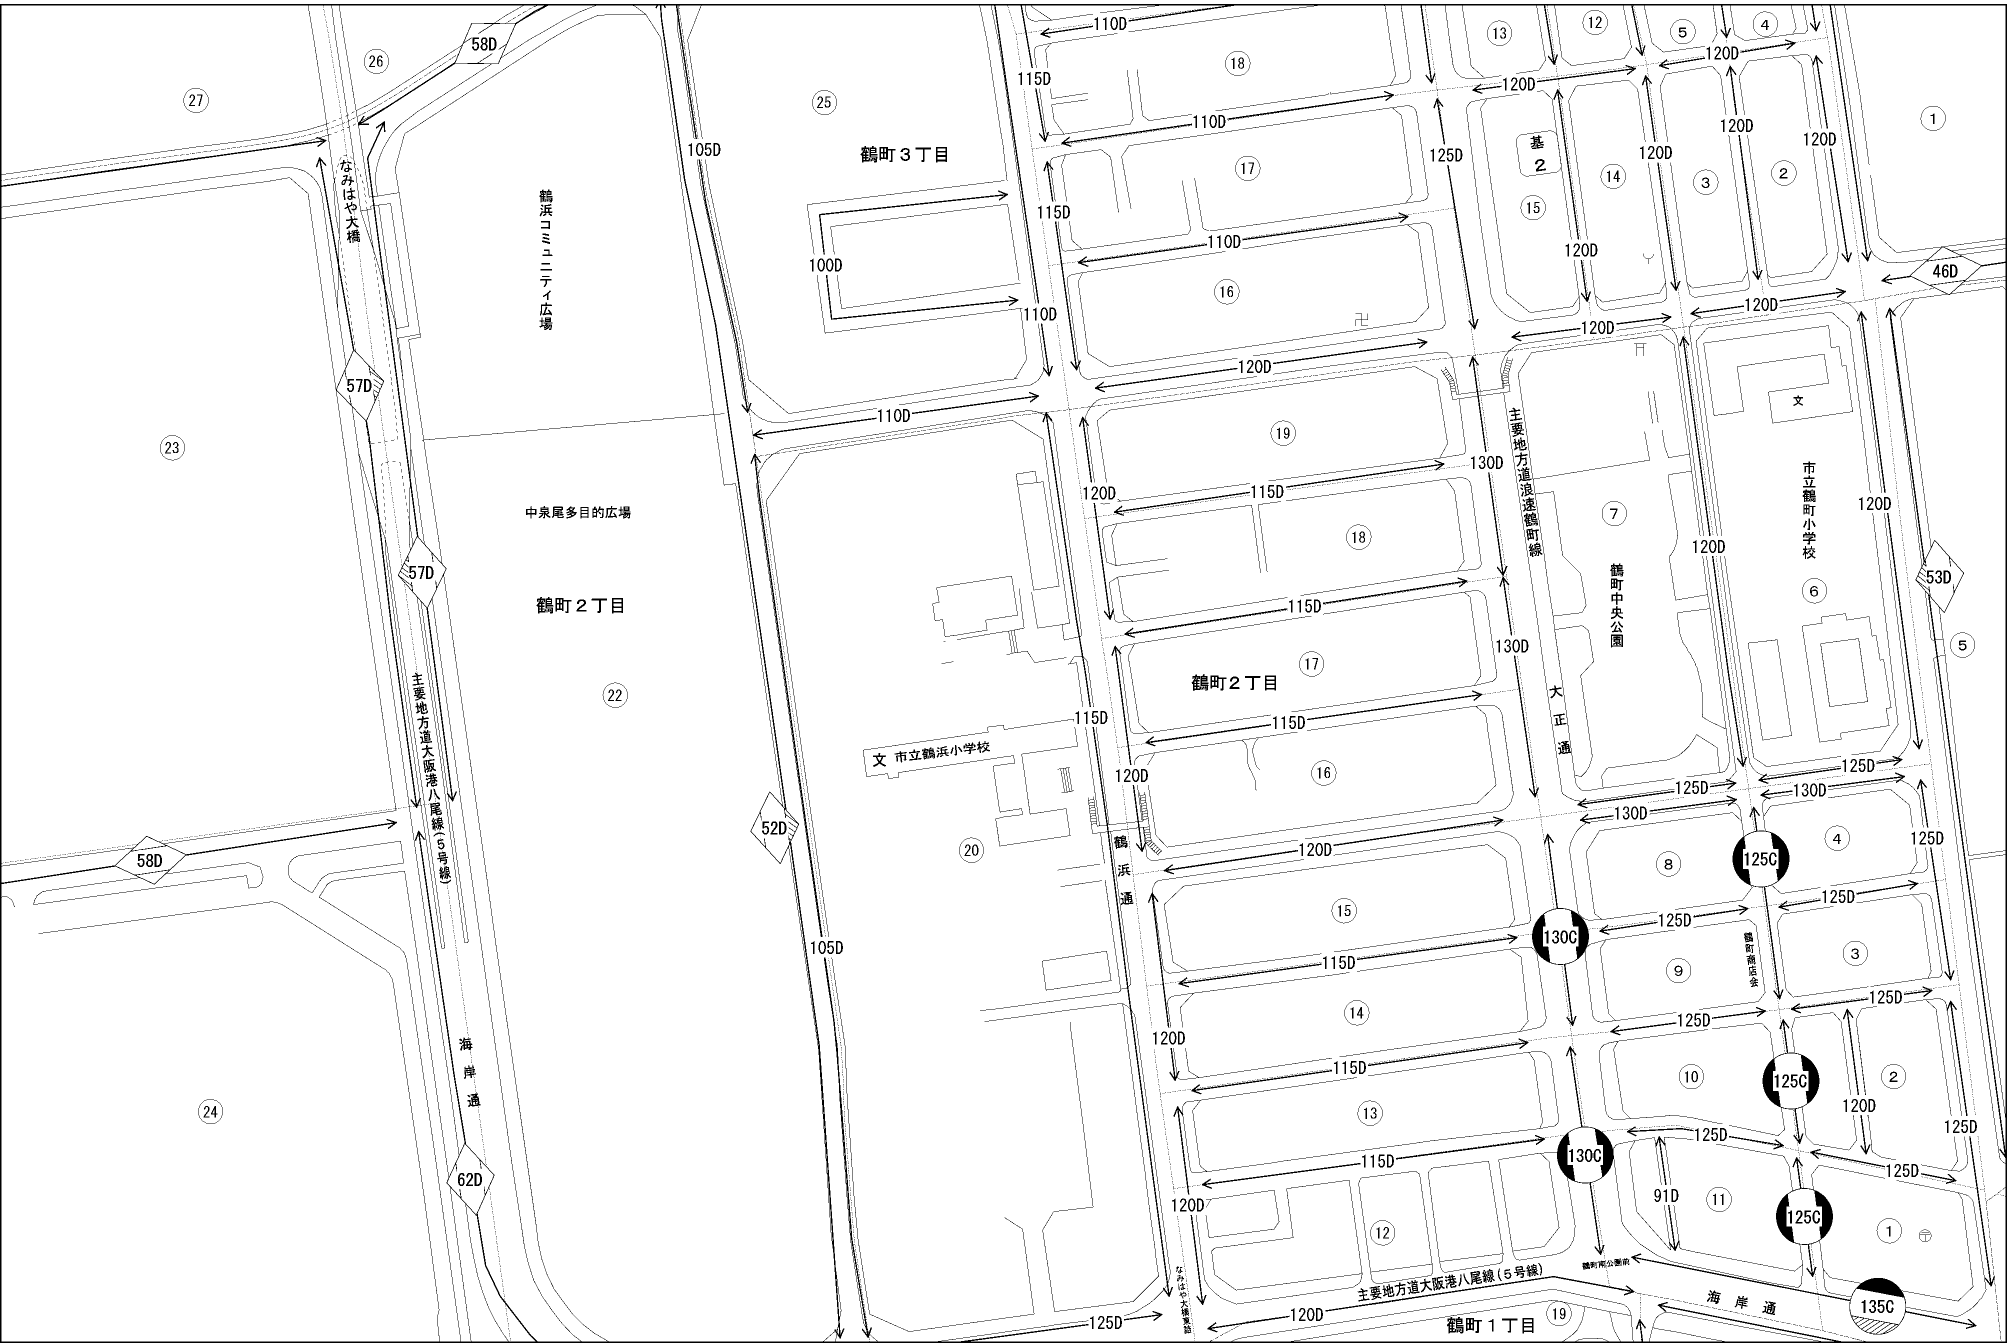 58D
110D
13
12
5
4
26
18
120D
120D
27
115D
25
110D
1
105D
鶴町3丁目
125D
基
2
120D
120D
120D
なみはや大橋
鶴浜コミュニティ広場
17
14
3
2
115D
15
110D
120D
100D
46D
16
110D
120D
120D
120D
57D
110D
文
23
19
主要地方道浪速鶴町線
130D
120D
115D
120D
市立鶴町小学校
中泉尾多目的広場
7
18
120D
57D
鶴町中央公園
53D
鶴町2丁目
115D
6
130D
5
17
22
鶴町2丁目
主要地方道大阪港八尾線(5号線)
115D
115D
大正通
文 市立鶴浜小学校
120D
16
125D
125D
130D
130D
52D
58D
20
鶴浜通
120D
8
125C
4
125D
15
125D
125D
105D
130C
115D
鶴町商店会
9
3
125D
14
125D
海岸通
120D
115D
10
125C
2
24
13
120D
125D
125D
62D
115D
130C
125D
120D
91D
11
125C
1
12
なみはや大橋東詰
主要地方道大阪港八尾線(5号線)
鶴町南公園前
120D
125D
19
海岸通
135C
鶴町1丁目